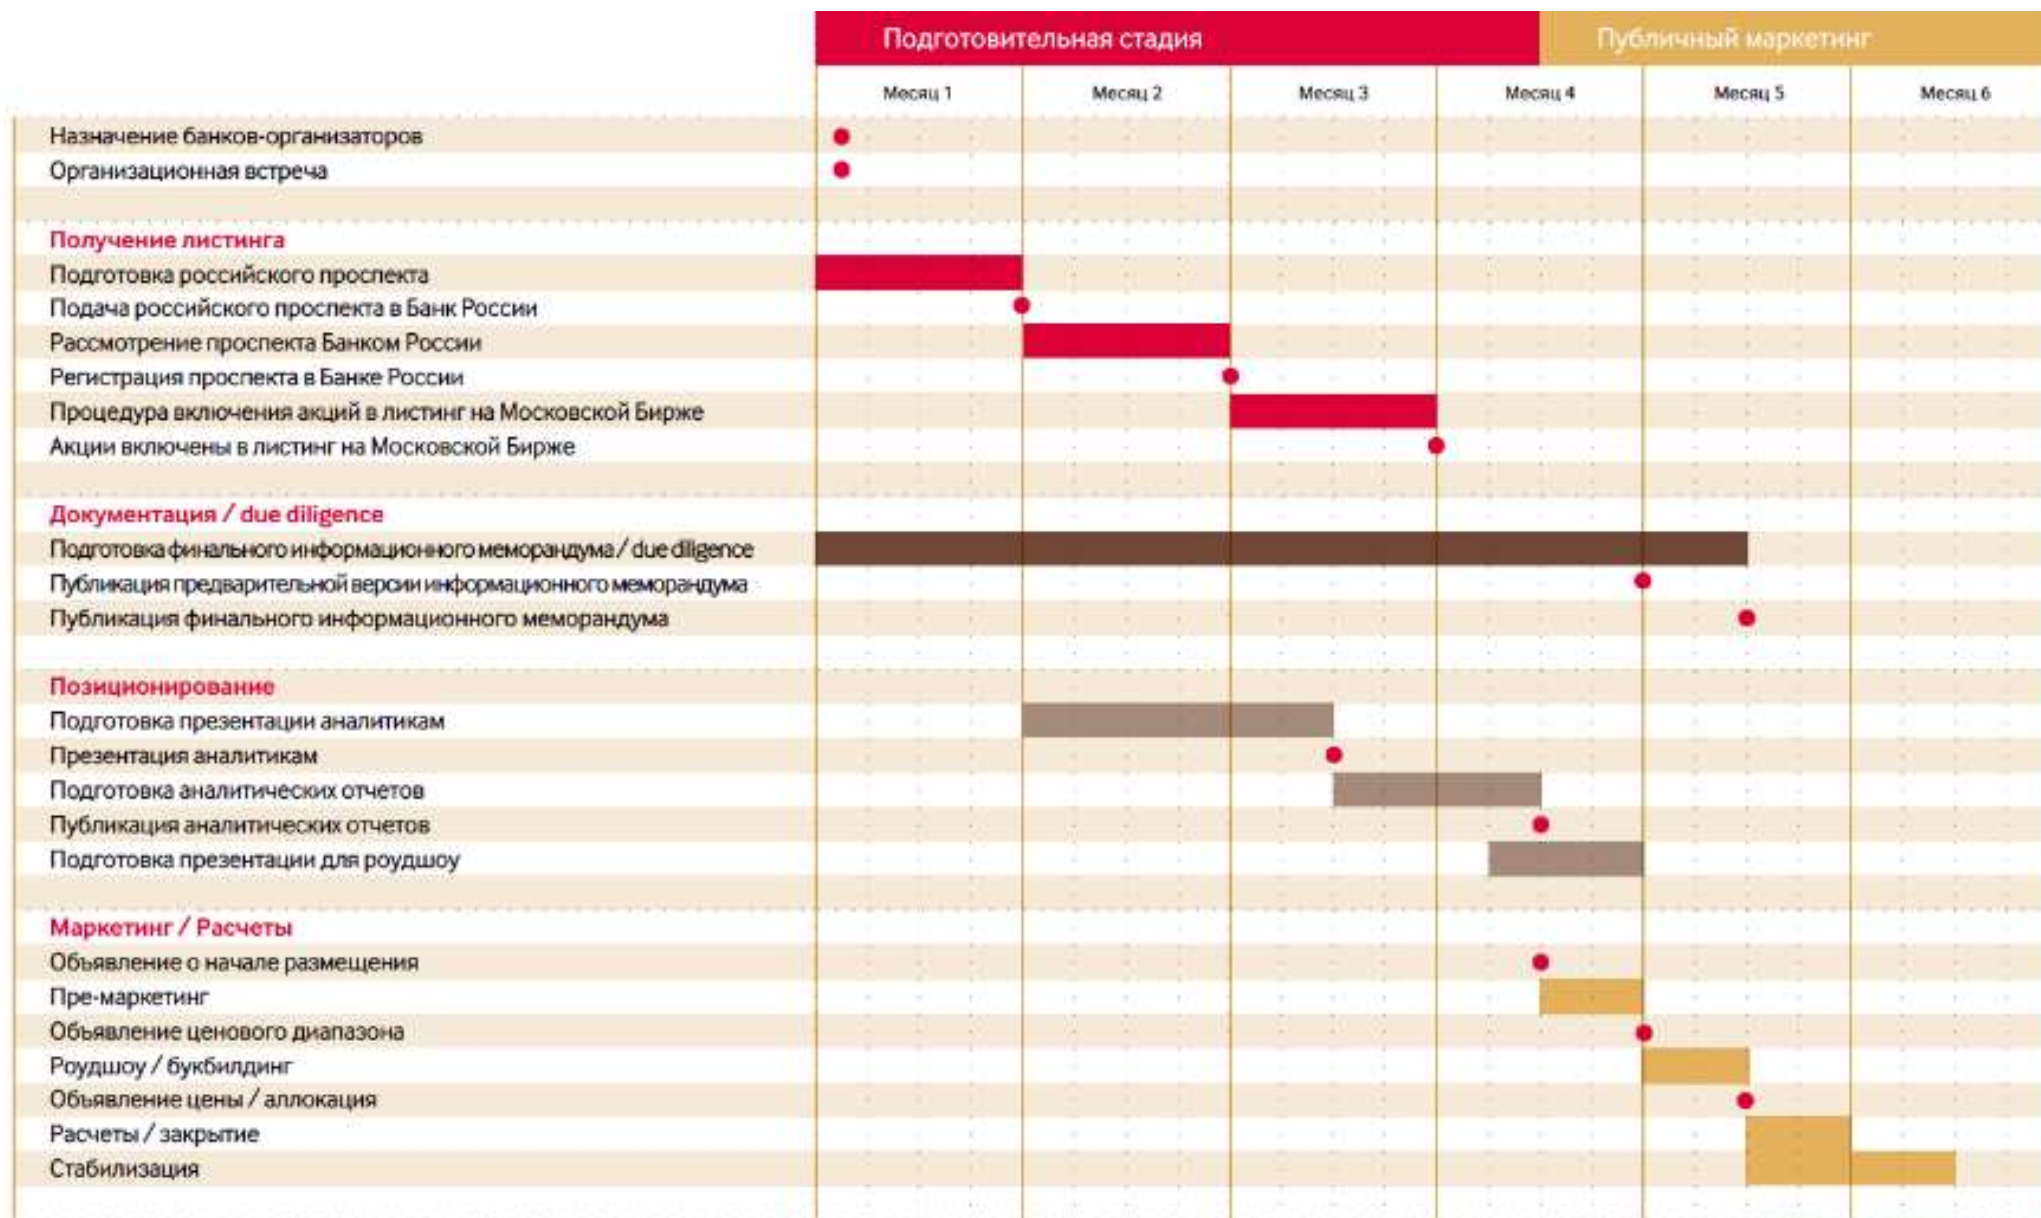 Подготовительная стадия
Публичный маркетинг
Месяц 1
Месяц 2
Месяц 3
Месяц 4
Месяц 5
Месяц 6
Назначение банков-организаторов
Организационная встреча
Получение листинга
Подготовка российского проспекта
Подача российского проспекта в Банк России
Рассмотрение проспекта Банком России
Регистрация проспекта в Банке России
Процедура включения акций в листинг на Московской Бирже
Акции включены в листинг на Московской Бирже
Документация / due diligence
Подготовка финального информационного меморандума / due diligence
Публикация предварительной версии информационного меморандума
Публикация финального информационного меморандума
Позиционирование
Подготовка презентации аналитикам
Презентация аналитикам
Подготовка аналитических отчетов
Публикация аналитических отчетов
Подготовка презентации для роудшоу
Маркетинг / Расчеты
Объявление о начале размещения
Пре-маркетинг
Объявление ценового диапазона
Роудшоу / букбилдинг
Объявление цены / аллокация
Расчеты / закрытие
Стабилизация